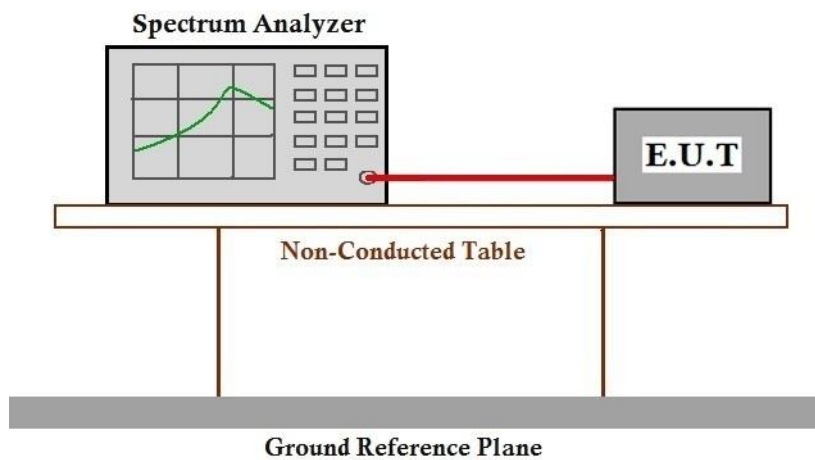 Spectrum Analyzer
E.U.T
Non-Conducted Table
Ground Reference Plane